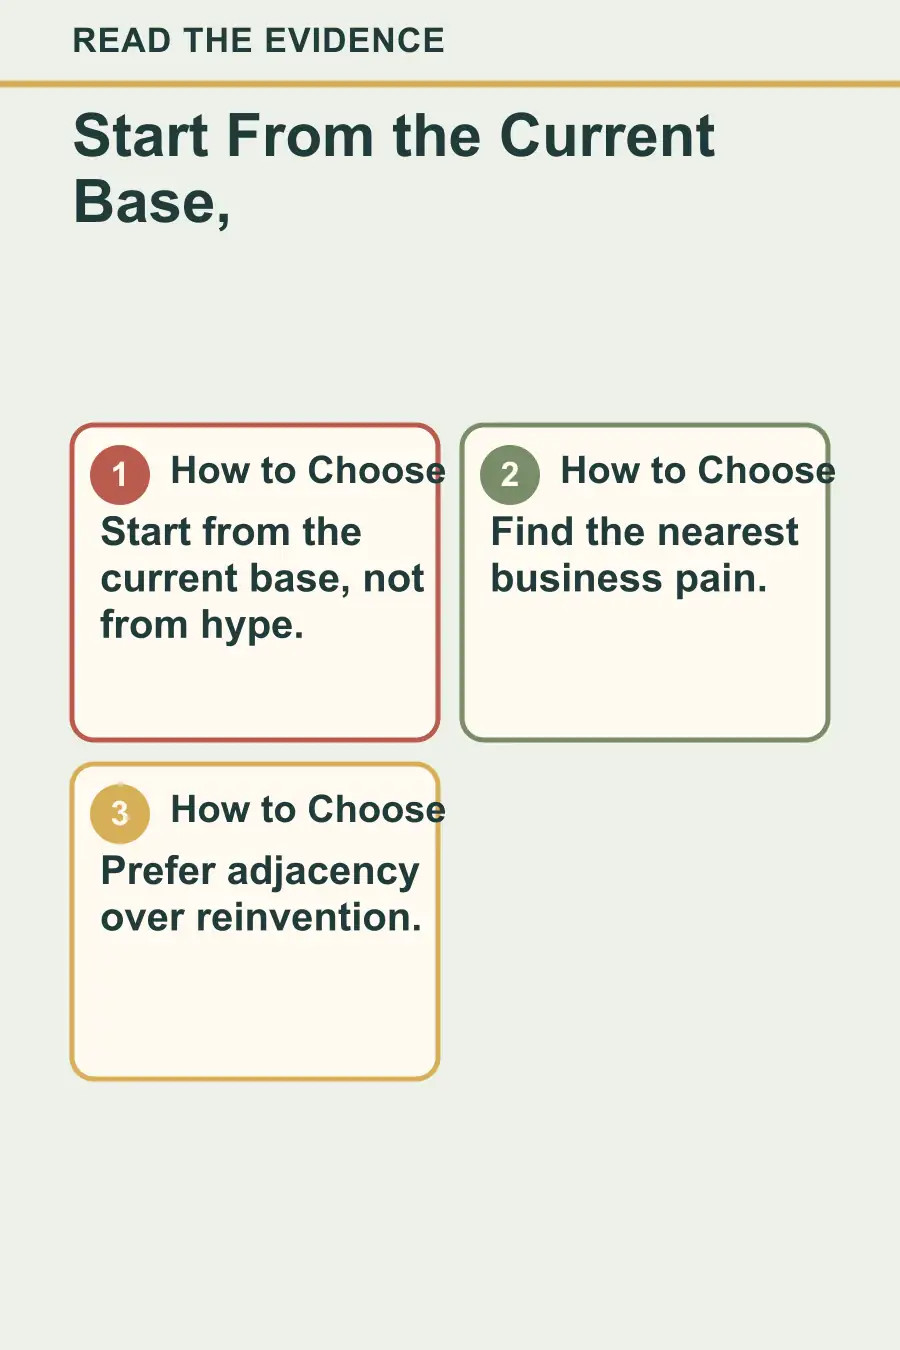 READ THE EVIDENCE
Start From the Current
Base,
1 How to Choose
Start from the
current base, not
from hype.
2 How to Choose
Find the nearest
business pain.
3 How to Choose
Prefer adjacency
over reinvention.